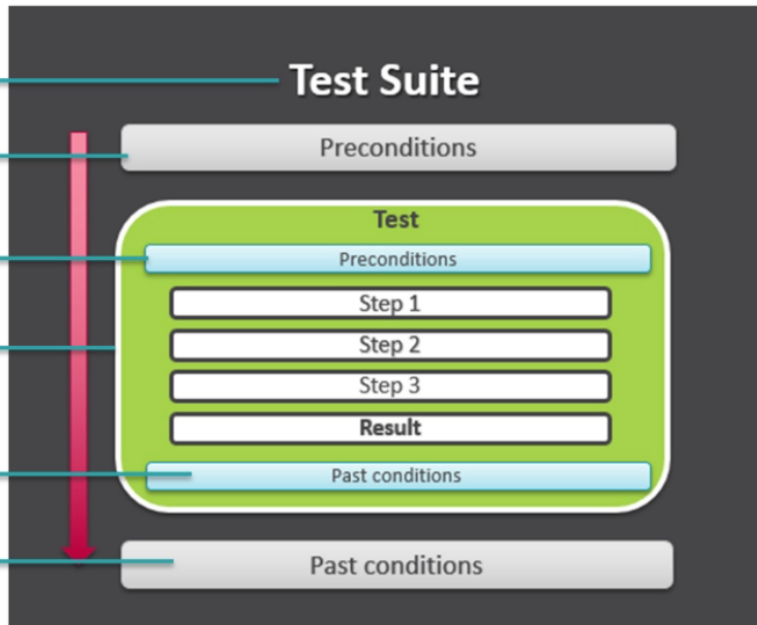 Test Suite
Preconditions
Test
Preconditions
Step 1
Step 2
Step 3
Result
Past conditions
Past conditions